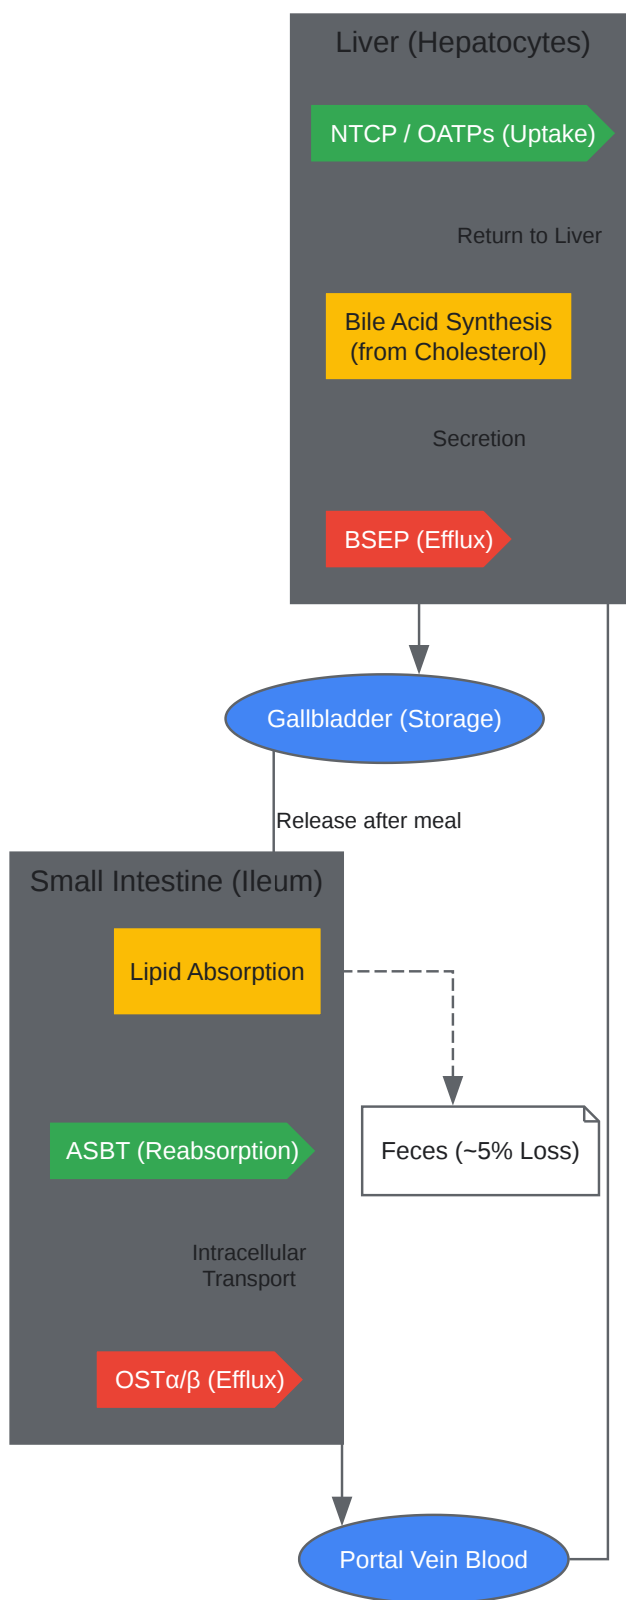 Liver (Hepatocytes)
NTCP / OATPs (Uptake)
Return to Liver
Bile Acid Synthesis
(from Cholesterol)
Secretion
BSEP (Efflux)
Gallbladder (Storage)
Release after meal
Small Intestine (Ileum)
Lipid Absorption
ASBT (Reabsorption)
Feces (~5% Loss)
Intracellular
Transport
OSTα/β (Efflux)
Portal Vein Blood